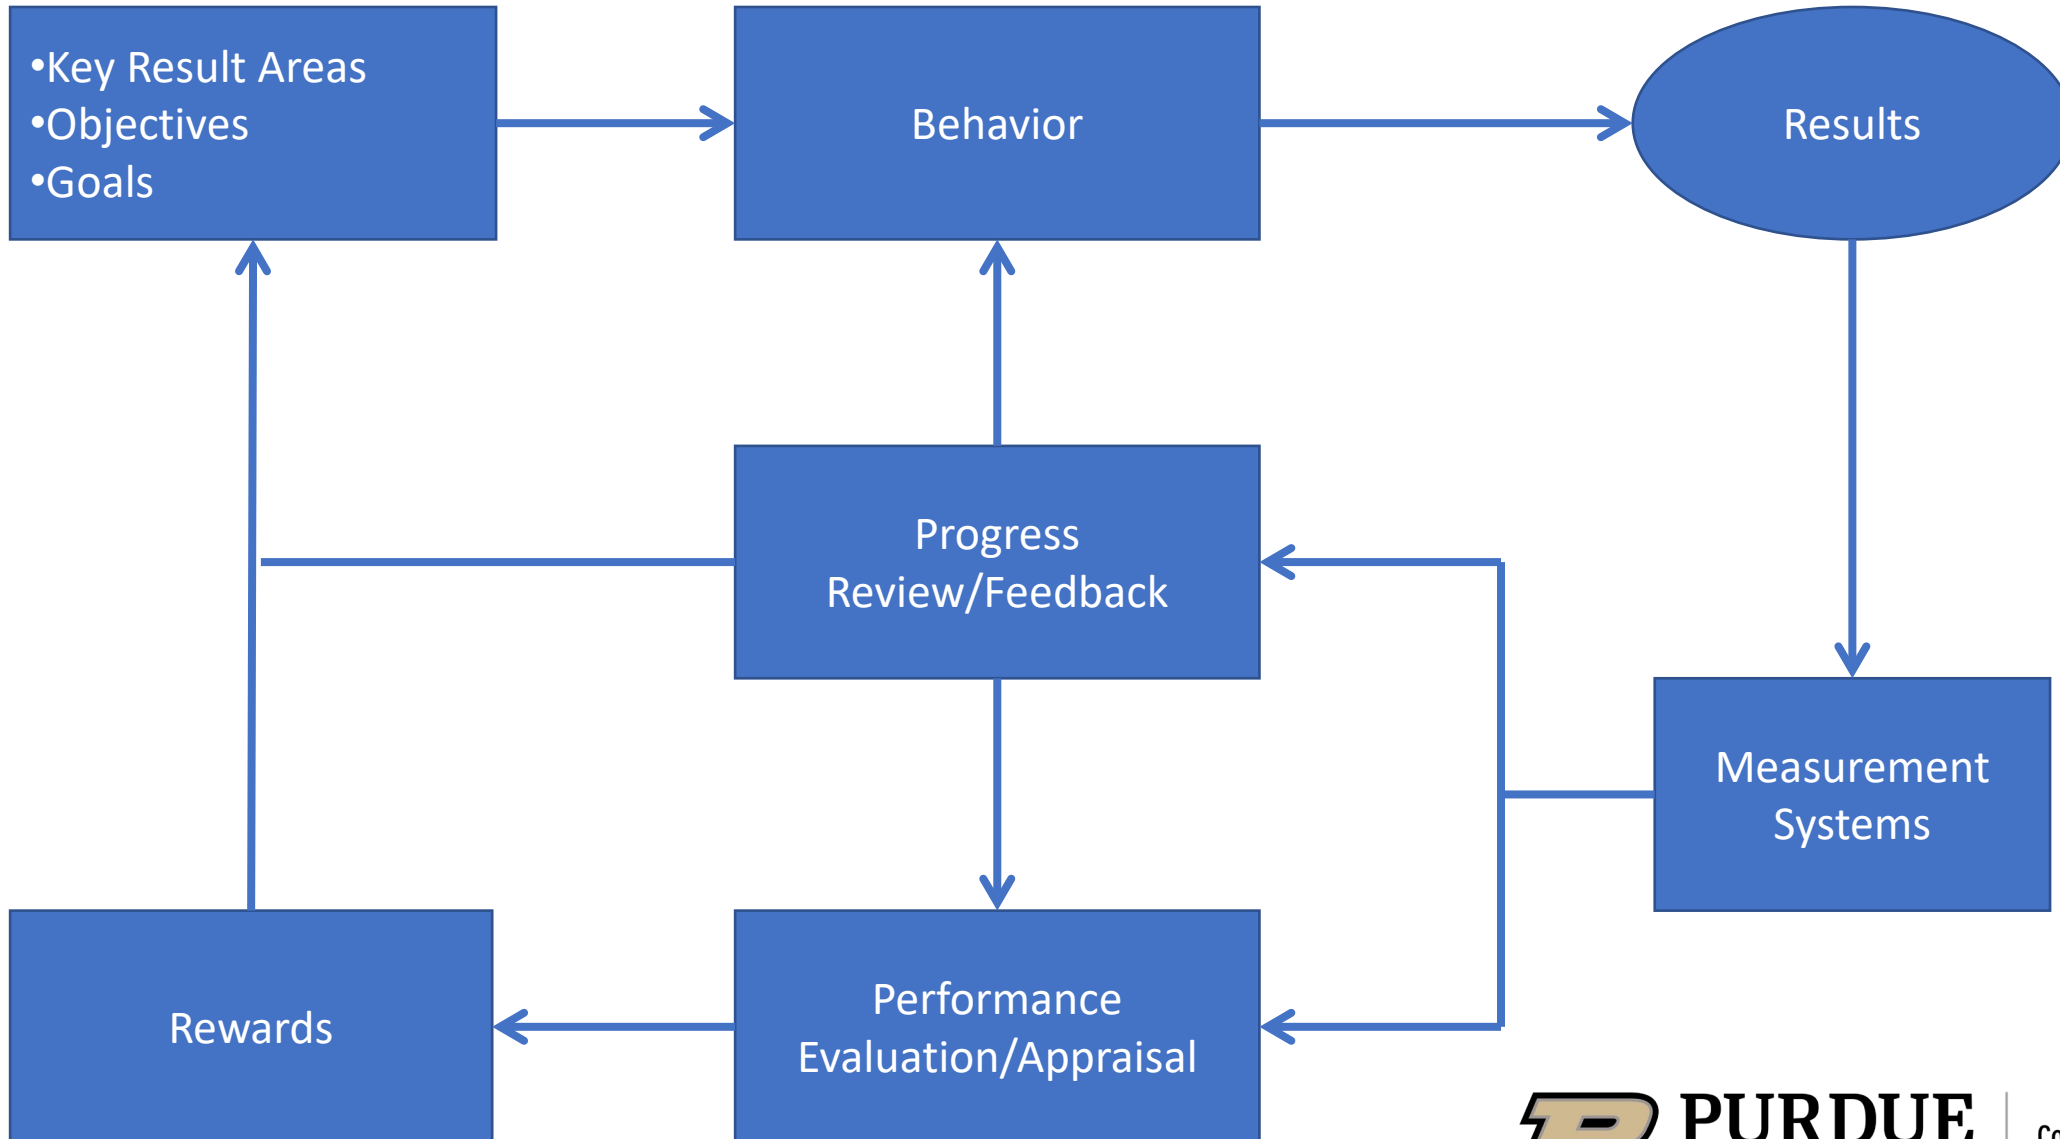 •Key Result Areas
•Objectives
•Goals
Behavior
Results
Progress
Review/Feedback
Measurement
Systems
Rewards
Performance
Evaluation/Appraisal
PURDUE